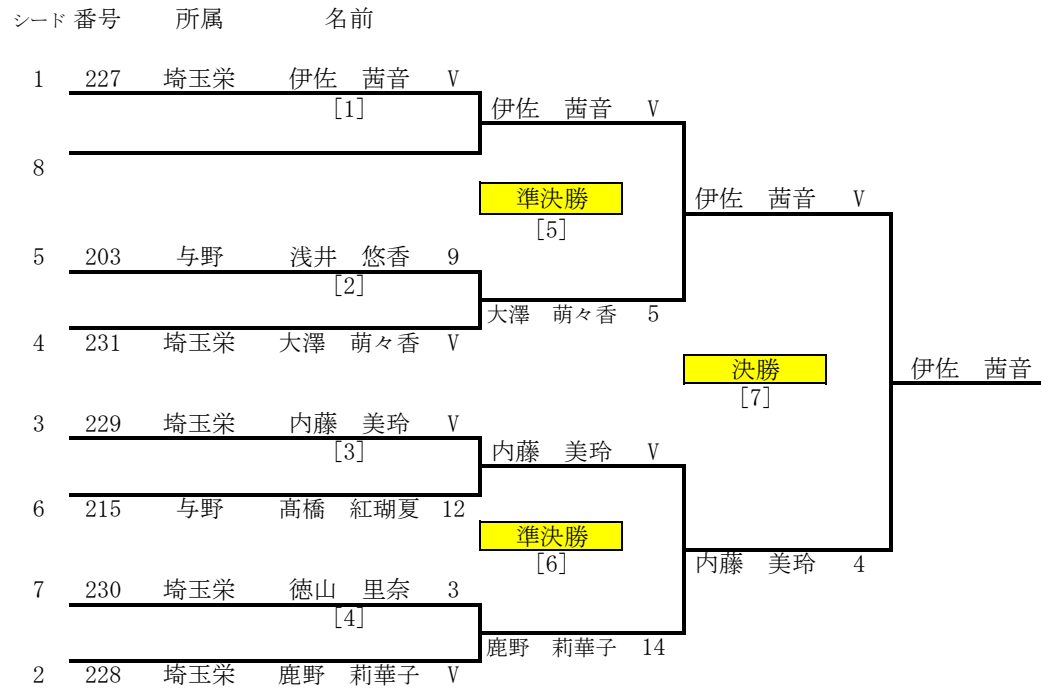 シード 番号 所属 名前
1 227 埼玉栄 伊佐 茜音 V
[1] 伊佐 茜音 V
8
準決勝 伊佐 茜音 V
[5]
5 203 与野 浅井 悠香 9
[2]
大澤 萌々香 5
4 231 埼玉栄 大澤 萌々香 V
決勝 伊佐 茜音
[7]
3 229 埼玉栄 内藤 美玲 V
[3] 内藤 美玲 V
6 215 与野 髙橋 紅瑚夏 12
準決勝
[6] 内藤 美玲 4
7 230 埼玉栄 徳山 里奈 3
[4]
鹿野 莉華子 14
2 228 埼玉栄 鹿野 莉華子 V